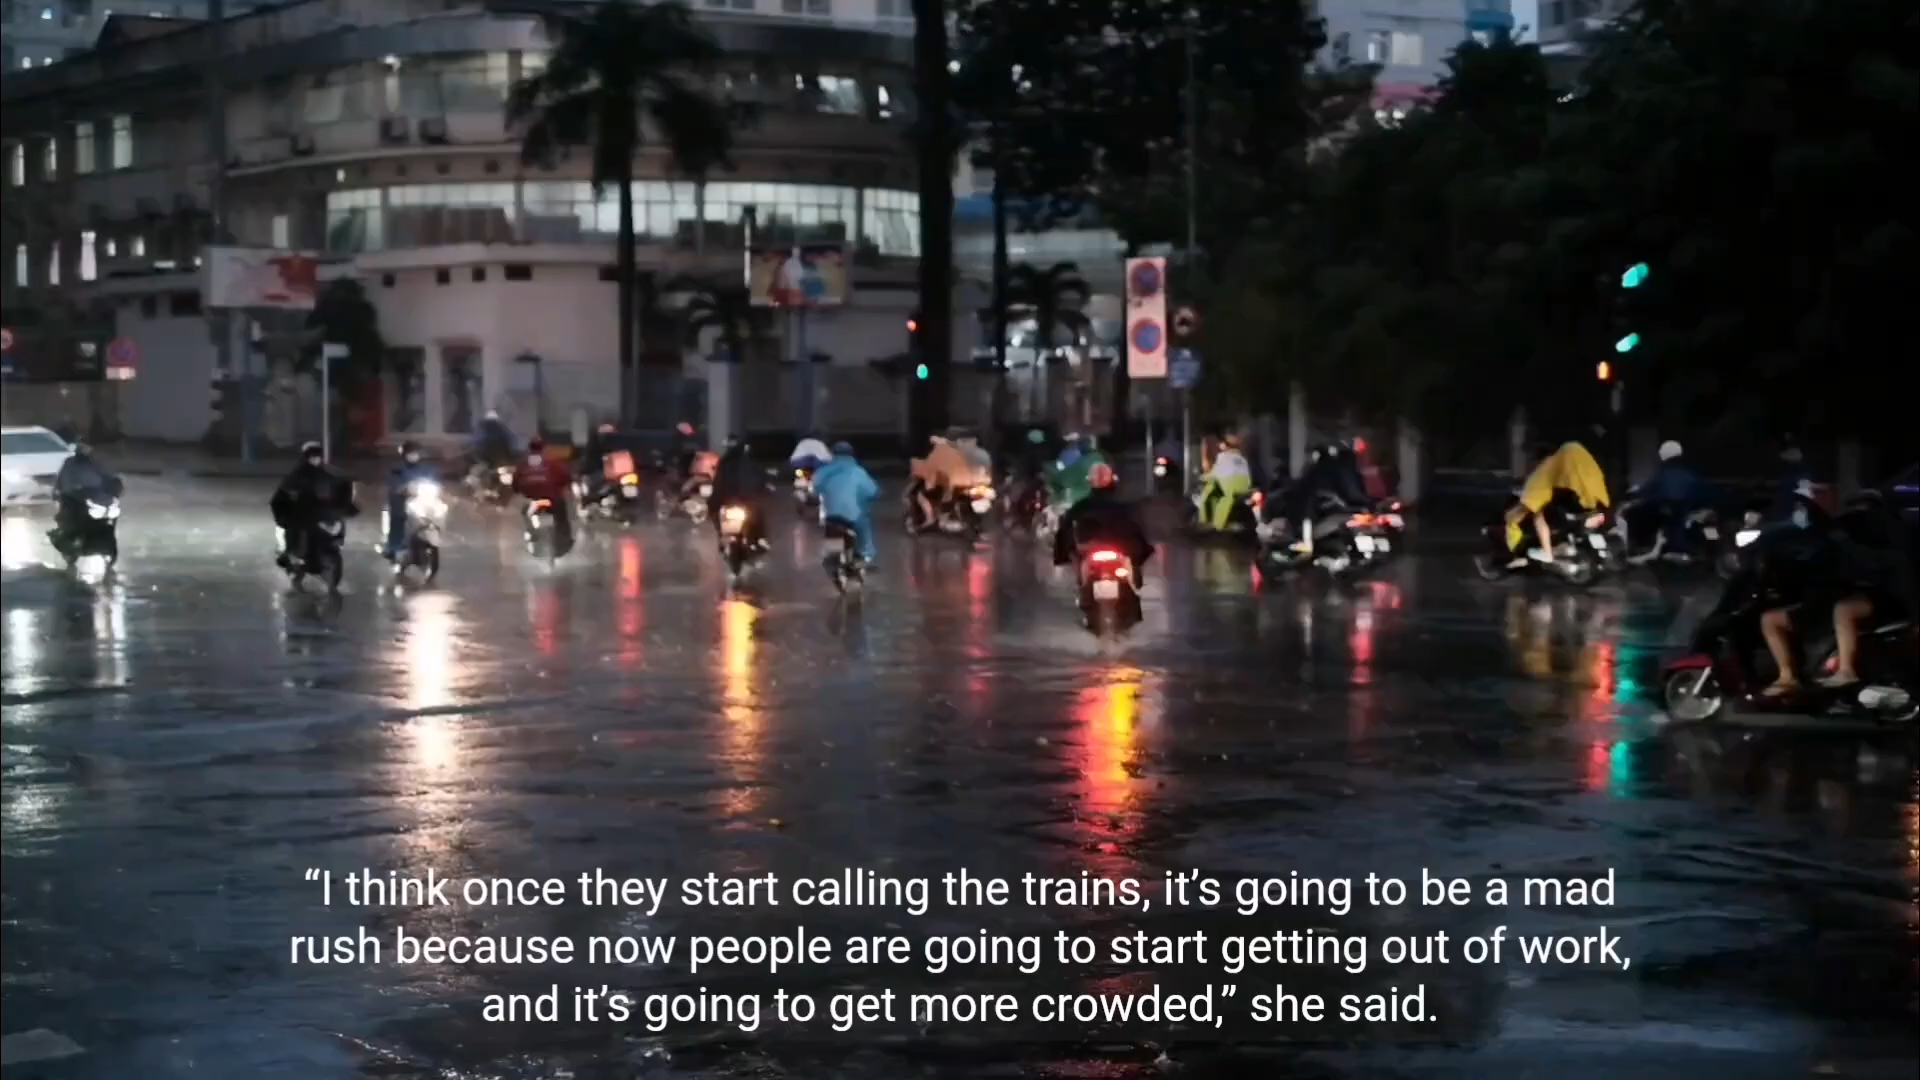 “I think once they start calling the trains, it’s going to be a mad
rush because now people are going to start getting out of work,
and it’s going to get more crowded,” she said.